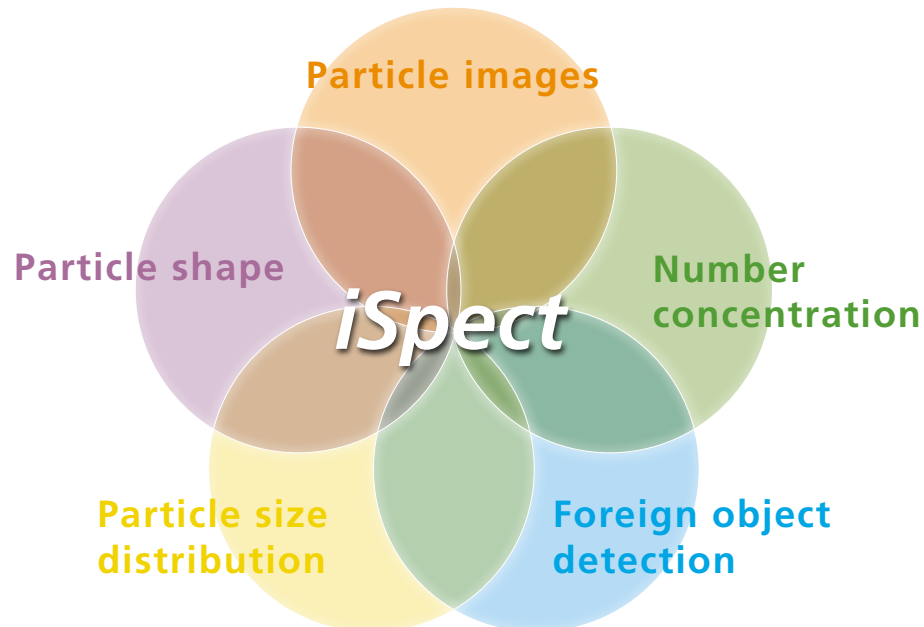 Particle images
Particle shape
Number
concentration
iSpect
Particle size
distribution
Foreign object
detection